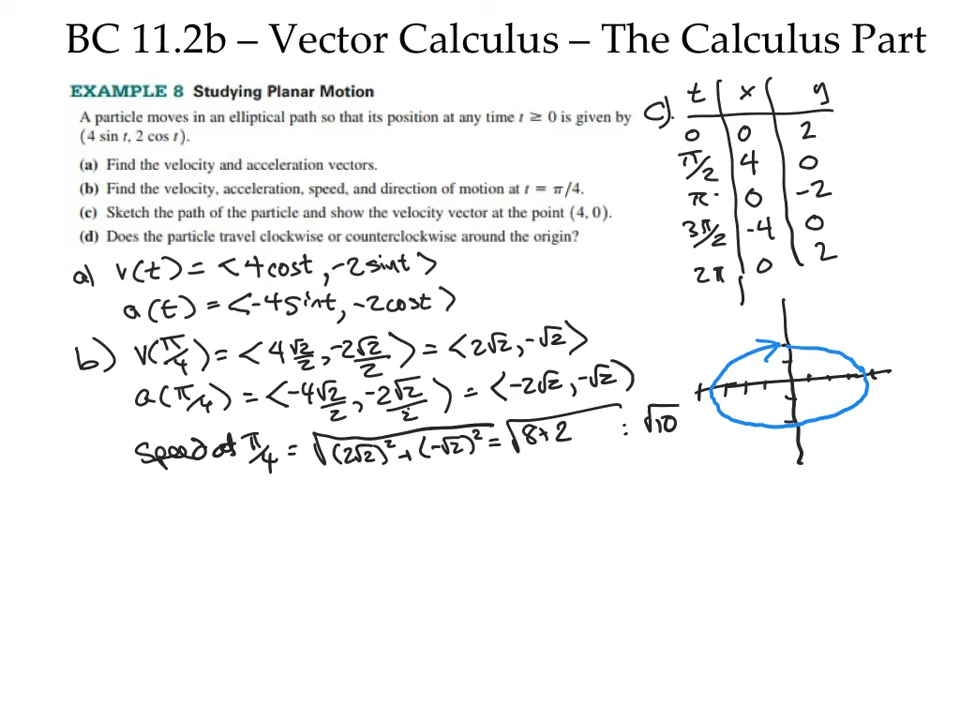 BC 11.2b – Vector Calculus – The Calculus Part
EXAMPLE 8 Studying Planar Motion
A particle moves in an elliptical path so that its position at any time t ≥ 0 is given by
(4 sin t, 2 cos t).
(a) Find the velocity and acceleration vectors.
(b) Find the velocity, acceleration, speed, and direction of motion at t = π/4.
(c) Sketch the path of the particle and show the velocity vector at the point (4, 0).
(d) Does the particle travel clockwise or counterclockwise around the origin?
a) v(t) = <4cost, -2sint>
a(t) = <-4sint, -2cost>
b) v(π/4) = <4 √2/2, -2√2/2> = <2√2, -√2>
a(π/4) = <-4√2/2, -2√2/2> = <-2√2, -√2>
Speed at π/4 = √((2√2)² + (-√2)²) = √(8+2) : √10
c). t x y
0 0 2
π/2 4 0
π 0 -2
3π/2 -4 0
2π 0 2